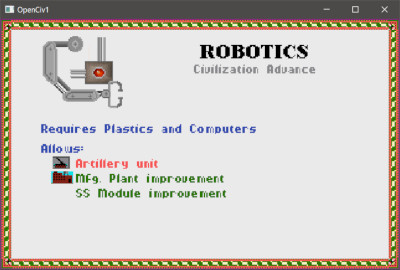 OpenCiv1
ROBOTICS
Civilization Advance
Requires Plastics and Computers
Allows:
Artillery unit
Mfg. Plant improvement
SS Module improvement